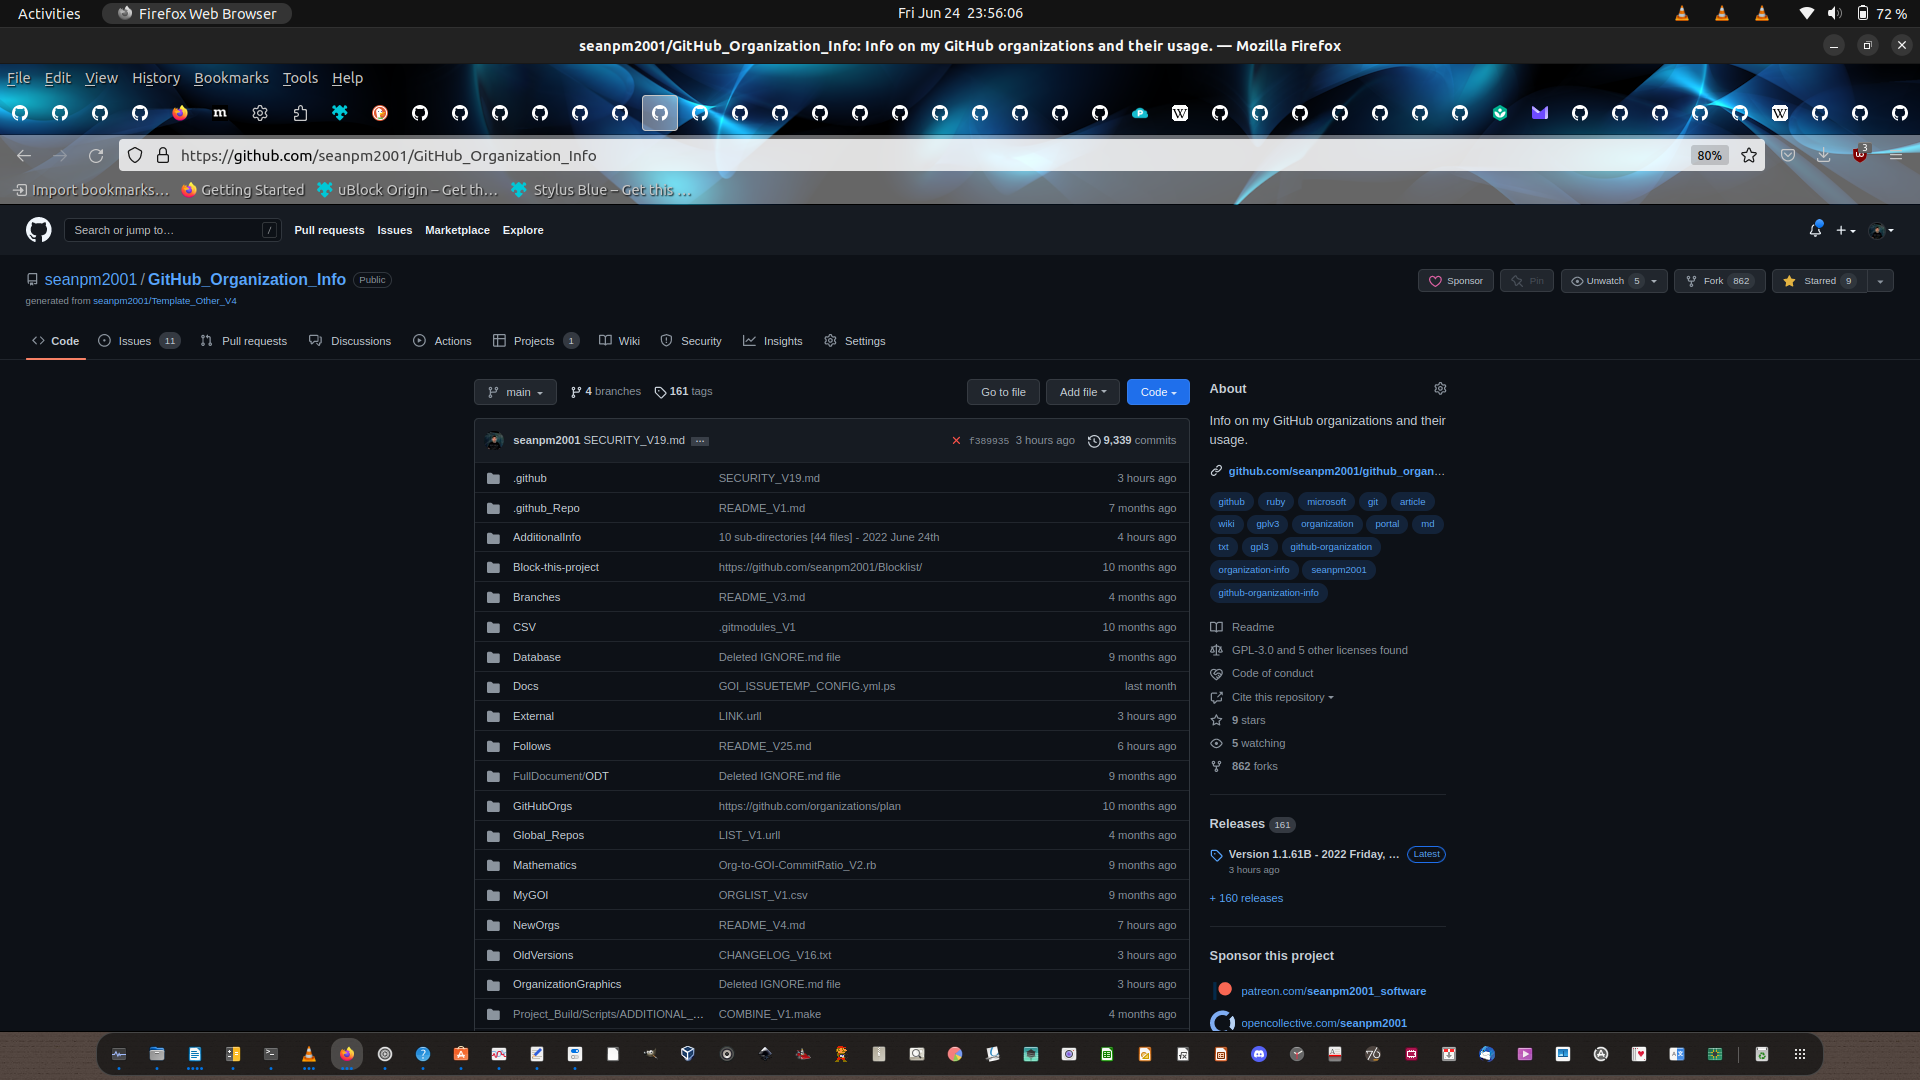 Activities Firefox Web Browser Fri Jun 24 23:56:06 72 %
seanpm2001/GitHub_Organization_Info: Info on my GitHub organizations and their usage. — Mozilla Firefox
File Edit View History Bookmarks Tools Help
https://github.com/seanpm2001/GitHub_Organization_Info 80% 3
Import bookmarks… Getting Started uBlock Origin – Get th… Stylus Blue – Get this …
Search or jump to… / Pull requests Issues Marketplace Explore
seanpm2001 / GitHub_Organization_Info Public Sponsor Pin Unwatch 5 Fork 862 Starred 9
generated from seanpm2001/Template_Other_V4
Code Issues 11 Pull requests Discussions Actions Projects 1 Wiki Security Insights Settings
main 4 branches 161 tags Go to file Add file Code
seanpm2001 SECURITY_V19.md ... f389935 3 hours ago 9,339 commits
.github SECURITY_V19.md 3 hours ago
.github_Repo README_V1.md 7 months ago
AdditionalInfo 10 sub-directories [44 files] - 2022 June 24th 4 hours ago
Block-this-project https://github.com/seanpm2001/Blocklist/ 10 months ago
Branches README_V3.md 4 months ago
CSV .gitmodules_V1 10 months ago
Database Deleted IGNORE.md file 9 months ago
Docs GOI_ISSUETEMP_CONFIG.yml.ps last month
External LINK.urll 3 hours ago
Follows README_V25.md 6 hours ago
FullDocument/ODT Deleted IGNORE.md file 9 months ago
GitHubOrgs https://github.com/organizations/plan 10 months ago
Global_Repos LIST_V1.urll 4 months ago
Mathematics Org-to-GOI-CommitRatio_V2.rb 9 months ago
MyGOI ORGLIST_V1.csv 9 months ago
NewOrgs README_V4.md 7 hours ago
OldVersions CHANGELOG_V16.txt 3 hours ago
OrganizationGraphics Deleted IGNORE.md file 3 hours ago
Project_Build/Scripts/ADDITIONAL_… COMBINE_V1.make 4 months ago
About
Info on my GitHub organizations and their
usage.
github.com/seanpm2001/github_organ…
github ruby microsoft git article
wiki gplv3 organization portal md
txt gpl3 github-organization
organization-info seanpm2001
github-organization-info
Readme
GPL-3.0 and 5 other licenses found
Code of conduct
Cite this repository
9 stars
5 watching
862 forks
Releases 161
Version 1.1.61B - 2022 Friday, … Latest
3 hours ago
+ 160 releases
Sponsor this project
patreon.com/seanpm2001_software
opencollective.com/seanpm2001